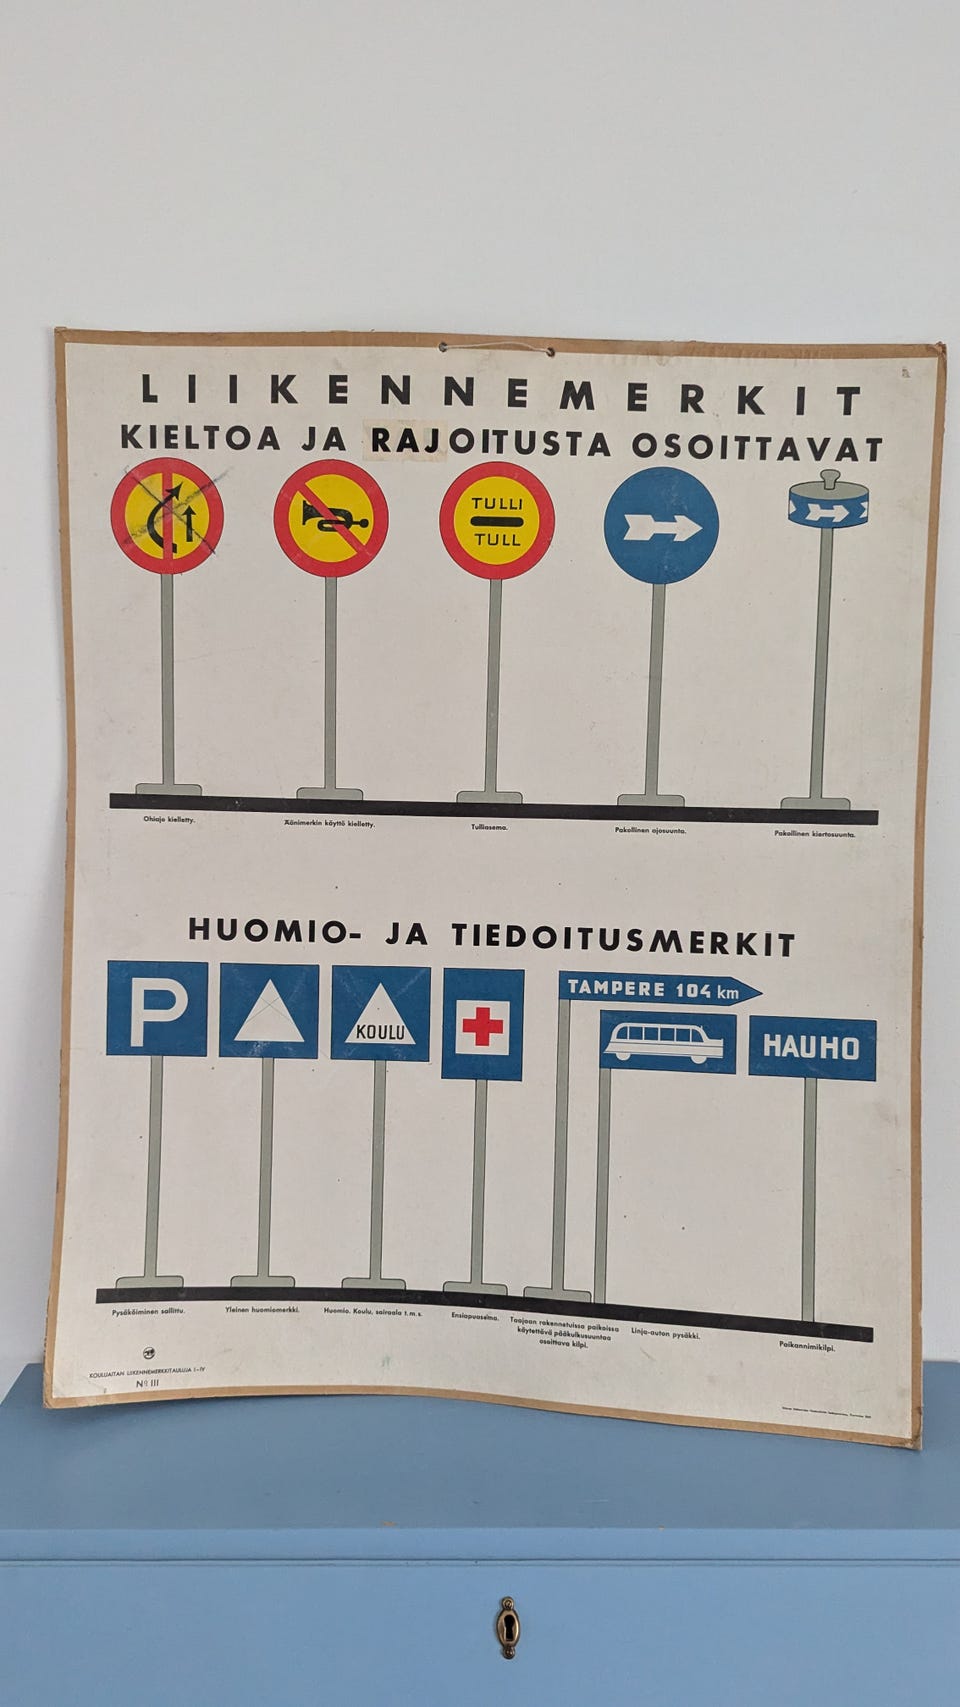 LIIKENNEMERKIT
KIELTOA JA RAJOITUSTA OSOITTAVAT
TULLI
TULL
Ohiajo kielletty.
Äänimerkin käyttö kielletty.
Tulliasema.
Pakollinen ajosuunta.
Pakollinen kiertosuunta.
HUOMIO- JA TIEDOITUSMERKIT
P
KOULU
TAMPERE 104 km
HAUHO
Pysäköiminen sallittu.
Yleinen huomiomerkki.
Huomio. Koulu, sairaala t.m.s.
Ensiapuasema.
Taajaan rakennetuissa paikoissa
käytettävä pääkulkusuuntaa
osoittava kilpi.
Linja-auton pysäkki.
Paikannimikilpi.
KOULUAITAN LIIKENNEMERKKITAULUJA I-IV
No III